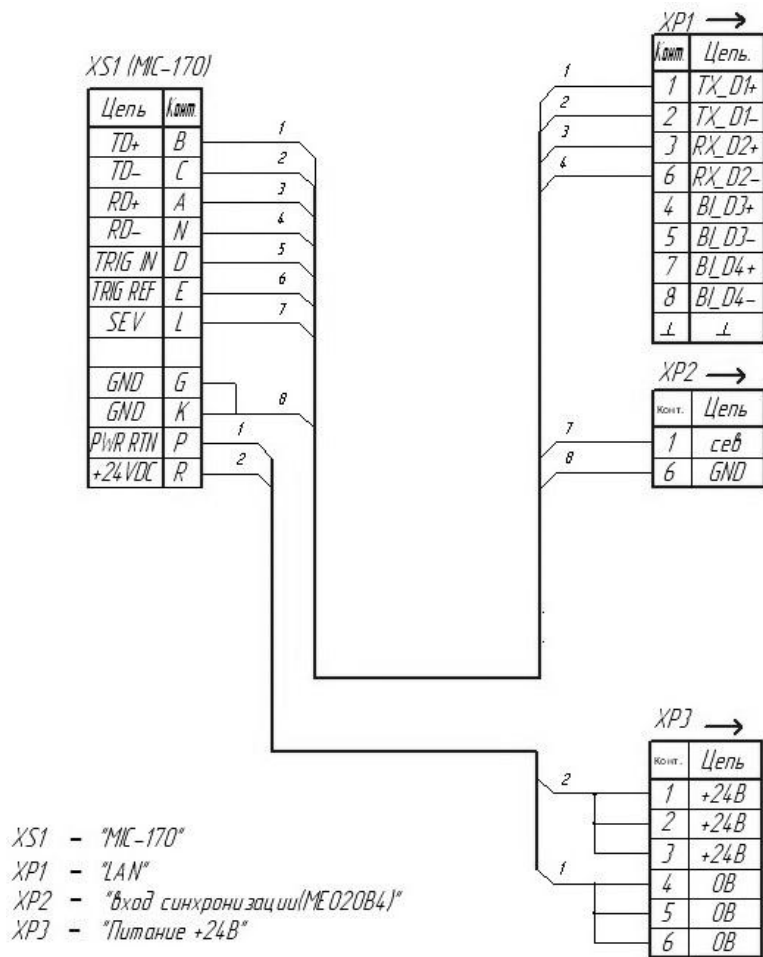 XS1 (MIC-170)
Цепь Конт.
TD+ B 1
TD- C 2
RD+ A 3
RD- N 4
TRIG IN D 5
TRIG REF E 6
SEV L 7
GND G
GND K 8
PWR RTN P 1
+24VDC R 2
XP1 →
Конт. Цепь.
1 1 TX_D1+
2 2 TX_D1-
3 3 RX_D2+
4 6 RX_D2-
4 BI_D3+
5 BI_D3-
7 BI_D4+
8 BI_D4-
⊥ ⊥
XP2 →
Конт. Цепь
7 1 сев
8 6 GND
XP3 →
Конт. Цепь
2 1 +24В
2 +24В
3 +24В
1 4 0В
5 0В
6 0В
XS1 - "MIC-170"
XP1 - "LAN"
XP2 - "вход синхронизации(ME020B4)"
XP3 - "Питание +24В"